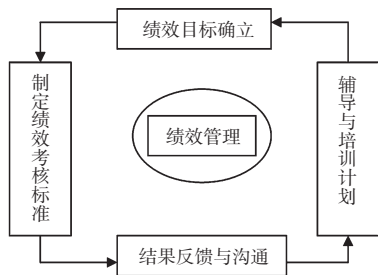 绩效目标确立
制定绩效考核标准
绩效管理
辅导与培训计划
结果反馈与沟通